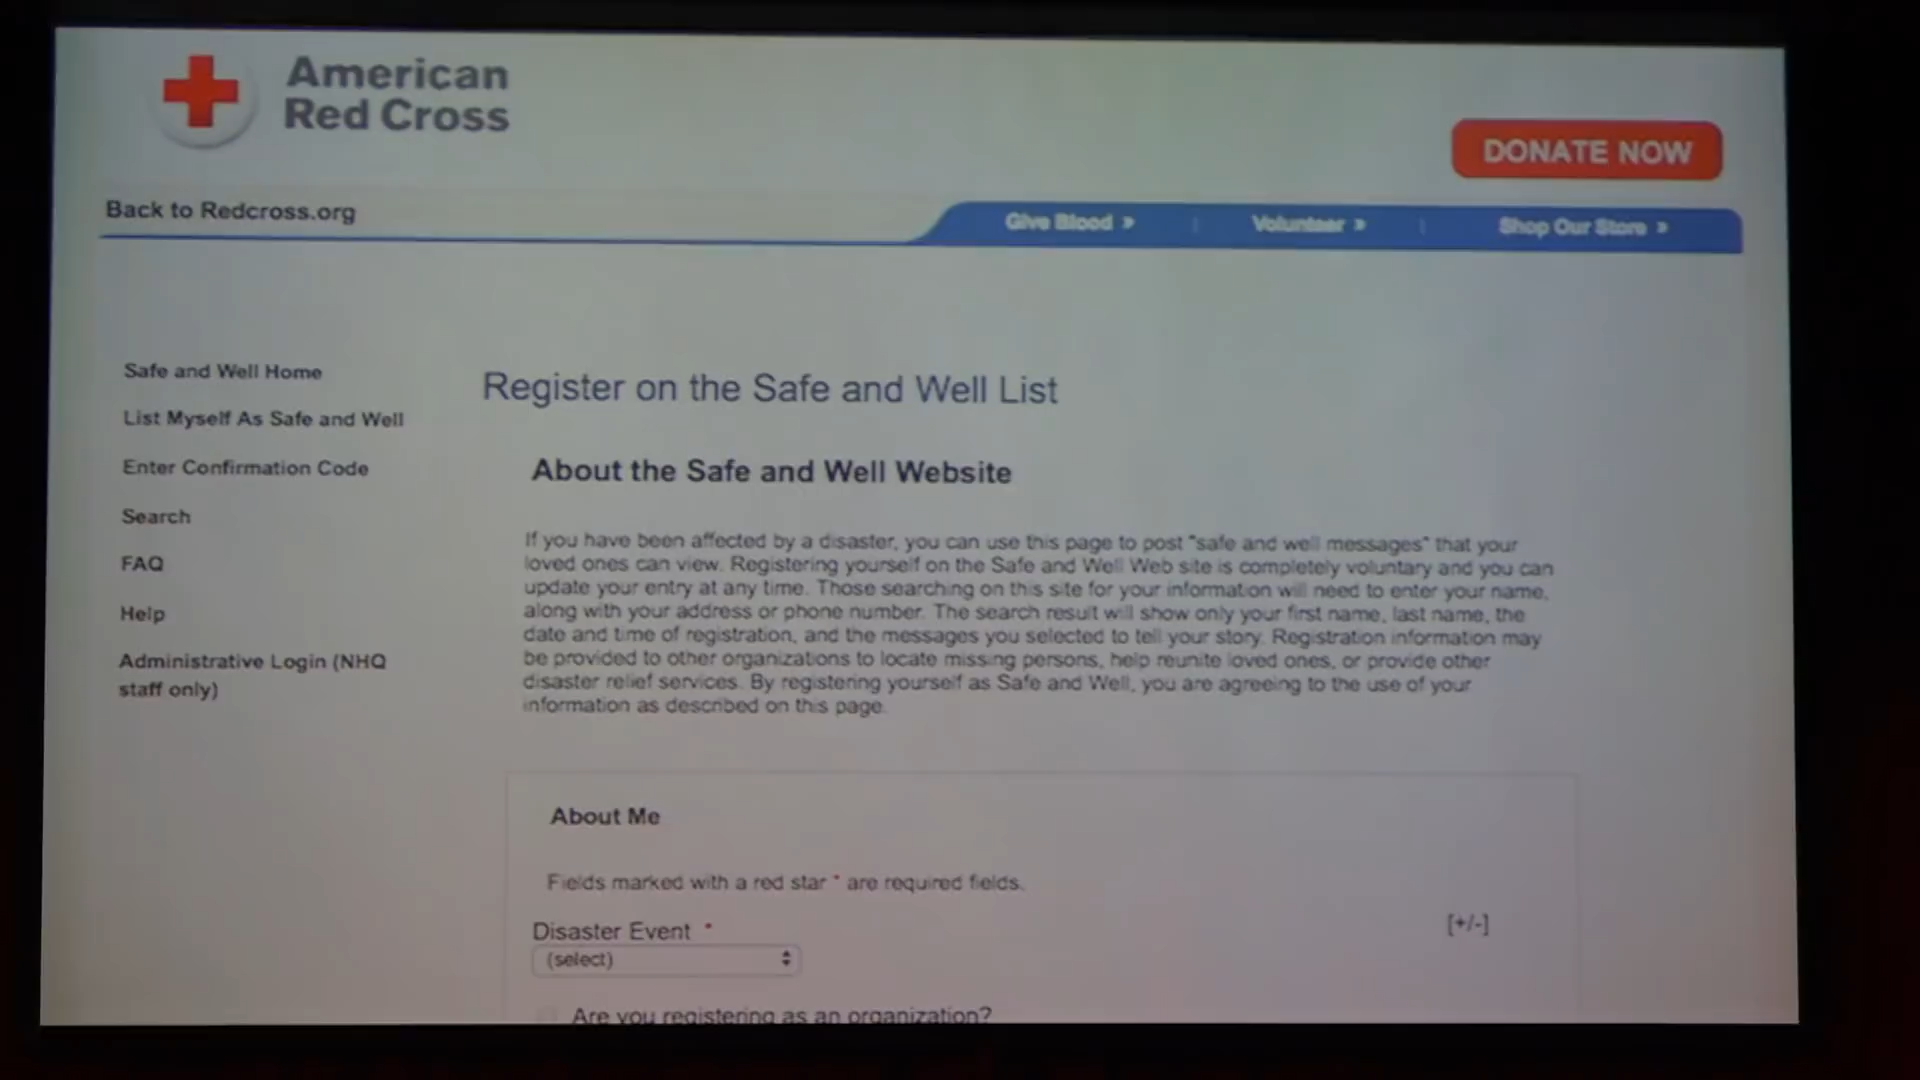 American
Red Cross
DONATE NOW
Back to Redcross.org
Give Blood »
Volunteer »
Shop Our Store »
Safe and Well Home
List Myself As Safe and Well
Enter Confirmation Code
Search
FAQ
Help
Administrative Login (NHQ
staff only)
Register on the Safe and Well List
About the Safe and Well Website
If you have been affected by a disaster, you can use this page to post "safe and well messages" that your
loved ones can view. Registering yourself on the Safe and Well Web site is completely voluntary and you can
update your entry at any time. Those searching on this site for your information will need to enter your name,
along with your address or phone number. The search result will show only your first name, last name, the
date and time of registration, and the messages you selected to tell your story. Registration information may
be provided to other organizations to locate missing persons, help reunite loved ones, or provide other
disaster relief services. By registering yourself as Safe and Well, you are agreeing to the use of your
information as described on this page.
About Me
Fields marked with a red star * are required fields.
Disaster Event *
[+/-]
(select)
Are you registering as an organization?